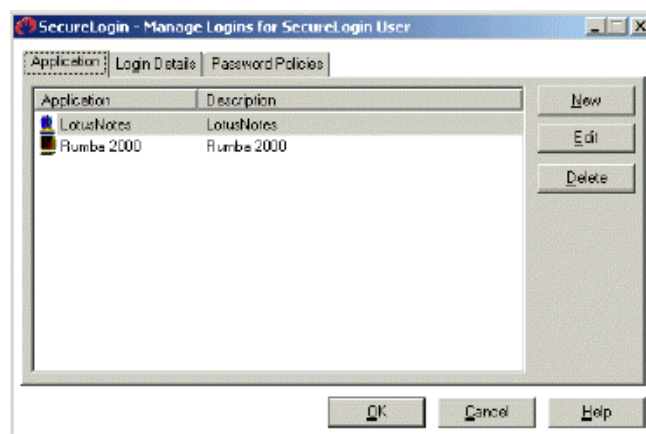 SecureLogin - Manage Logins for SecureLogin User
Application Login Details Password Policies
Application Description
LotusNotes LotusNotes
Rumba 2000 Rumba 2000
New
Edit
Delete
OK Cancel Help